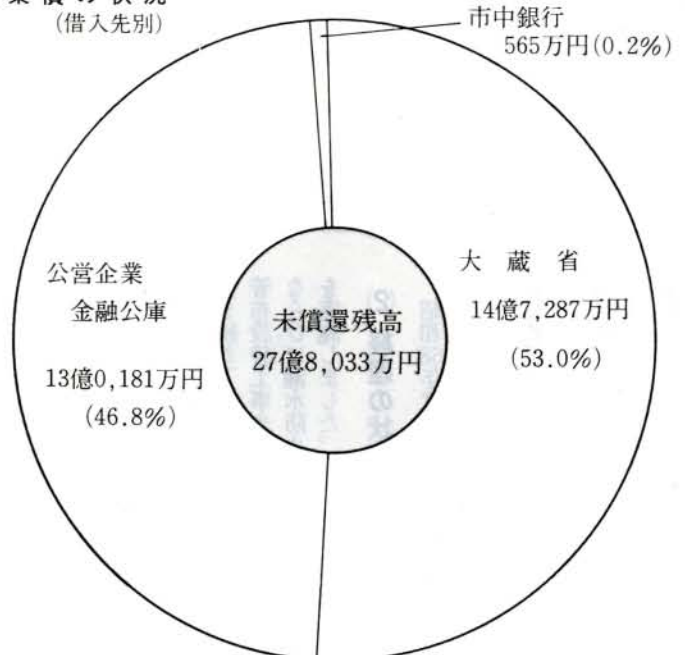 業債の状況
(借入先別)
市中銀行
565万円(0.2%)
大蔵省
14億7,287万円
(53.0%)
公営企業
金融公庫
13億0,181万円
(46.8%)
未償還残高
27億8,033万円